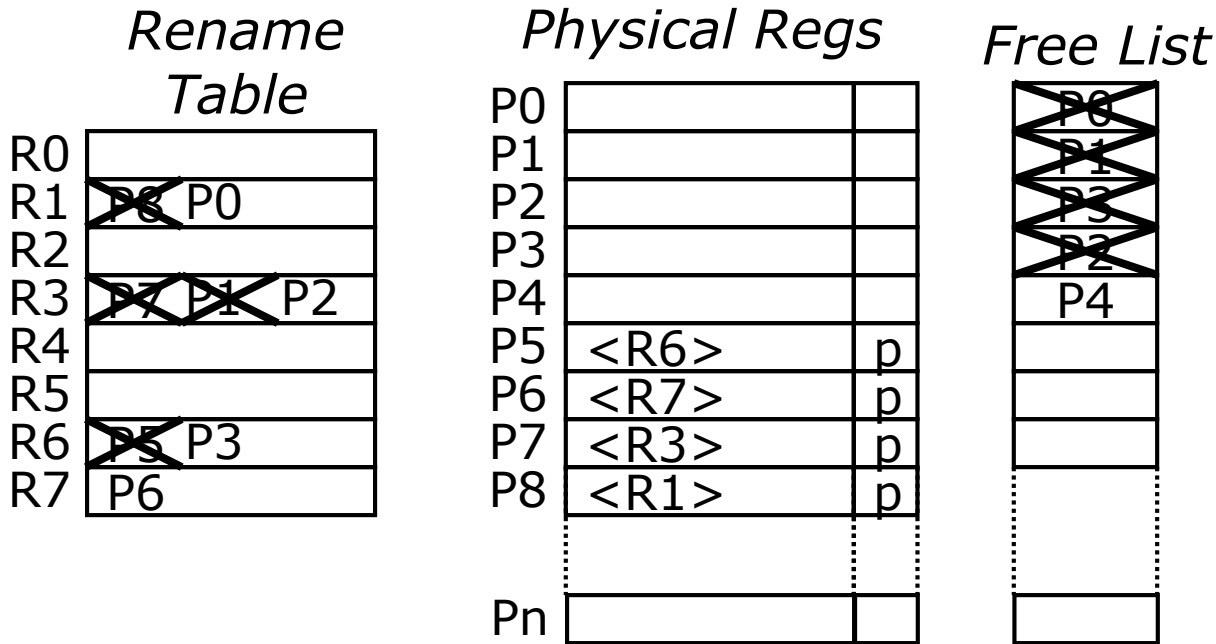 Rename
Table
Physical Regs
Free List
R0
R1 P8 P0
R2
R3 P7 P1 P2
R4
R5
R6 P5 P3
R7 P6
P0
P1
P2
P3
P4
P5 <R6> p
P6 <R7> p
P7 <R3> p
P8 <R1> p
Pn
P0
P1
P3
P2
P4